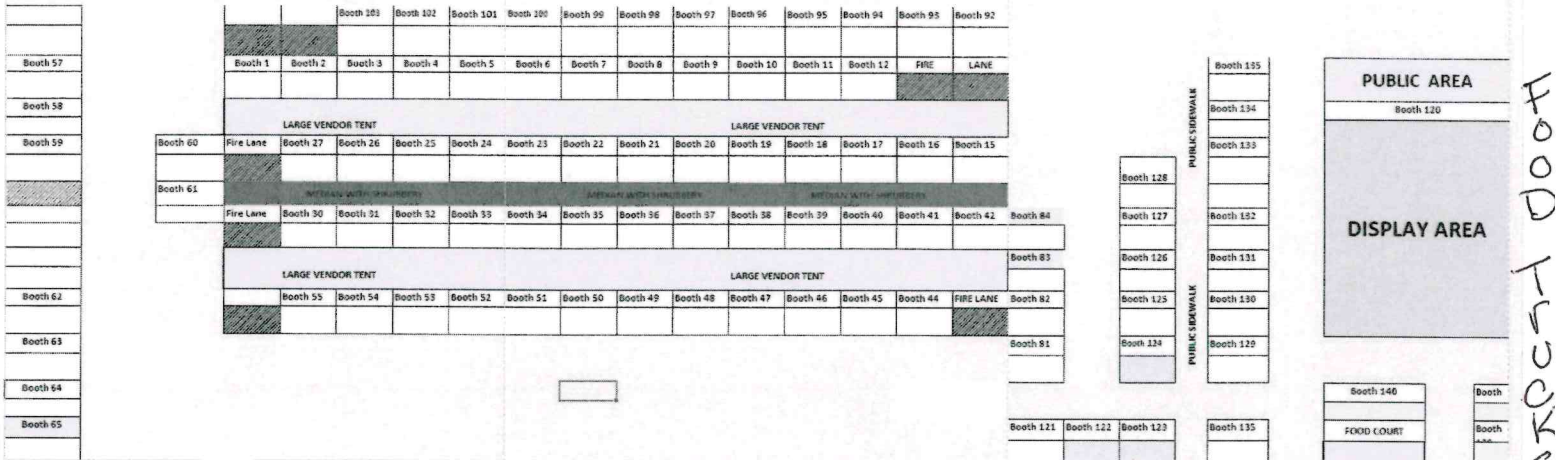 Booth 103 Booth 102 Booth 101 Booth 100 Booth 99 Booth 98 Booth 97 Booth 96 Booth 95 Booth 94 Booth 93 Booth 92
Booth 57 Booth 1 Booth 2 Booth 3 Booth 4 Booth 5 Booth 6 Booth 7 Booth 8 Booth 9 Booth 10 Booth 11 Booth 12 FIRE LANE Booth 135
PUBLIC AREA
Booth 58 Booth 134 Booth 120
LARGE VENDOR TENT LARGE VENDOR TENT
PUBLIC SIDEWALK
Booth 59 Booth 60 Fire Lane Booth 27 Booth 26 Booth 25 Booth 24 Booth 23 Booth 22 Booth 21 Booth 20 Booth 19 Booth 18 Booth 17 Booth 16 Booth 15 Booth 133
Booth 128
Booth 61 MEDIAN WITH SHRUBBERY MEDIAN WITH SHRUBBERY MEDIAN WITH SHRUBBERY
Fire Lane Booth 30 Booth 31 Booth 32 Booth 33 Booth 34 Booth 35 Booth 36 Booth 37 Booth 38 Booth 39 Booth 40 Booth 41 Booth 42 Booth 84 Booth 127 Booth 132
DISPLAY AREA
Booth 83 Booth 126 Booth 131
LARGE VENDOR TENT LARGE VENDOR TENT
Booth 62 Booth 55 Booth 54 Booth 53 Booth 52 Booth 51 Booth 50 Booth 49 Booth 48 Booth 47 Booth 46 Booth 45 Booth 44 FIRE LANE Booth 82 Booth 125 Booth 130
PUBLIC SIDEWALK
Booth 63 Booth 81 Booth 124 Booth 129
Booth 64 Booth 140 Booth
Booth 65 Booth 121 Booth 122 Booth 123 Booth 135 FOOD COURT Booth
FOOD TRUCK